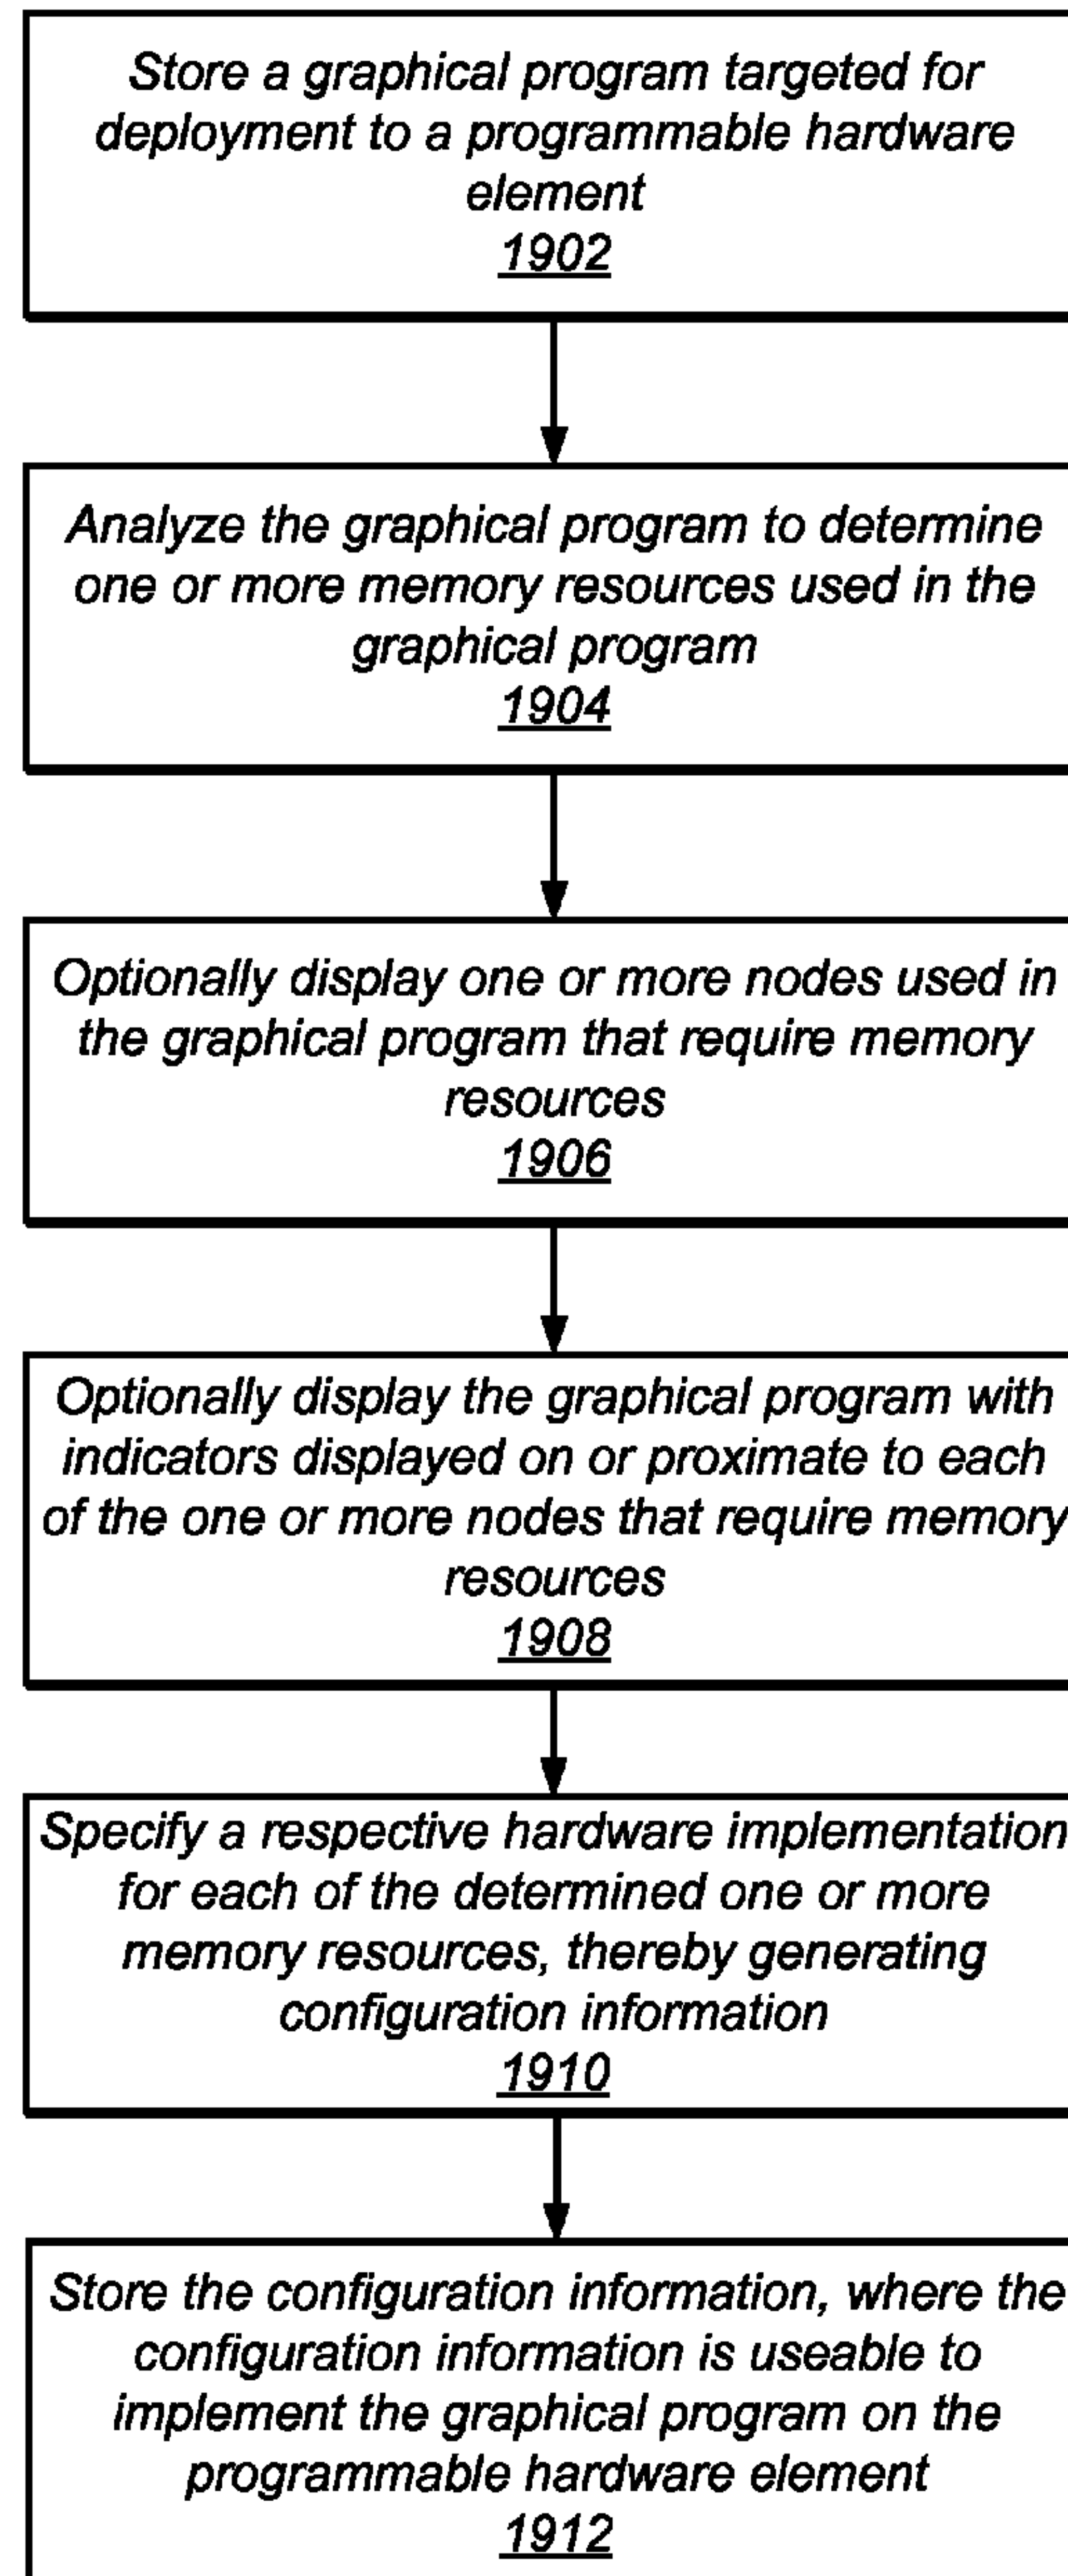 Store a graphical program targeted for
deployment to a programmable hardware
element
1902
Analyze the graphical program to determine
one or more memory resources used in the
graphical program
1904
Optionally display one or more nodes used in
the graphical program that require memory
resources
1906
Optionally display the graphical program with
indicators displayed on or proximate to each
of the one or more nodes that require memory
resources
1908
Specify a respective hardware implementation
for each of the determined one or more
memory resources, thereby generating
configuration information
1910
Store the configuration information, where the
configuration information is useable to
implement the graphical program on the
programmable hardware element
1912